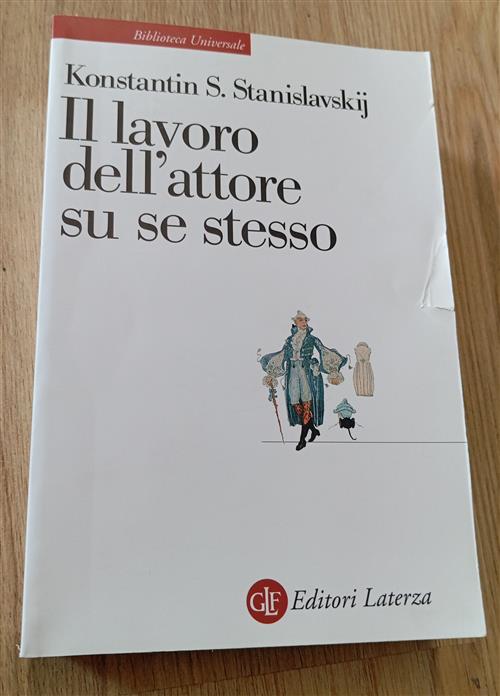 Biblioteca Universale
Konstantin S. Stanislavskij
Il lavoro
dell'attore
su se stesso
GLF Editori Laterza